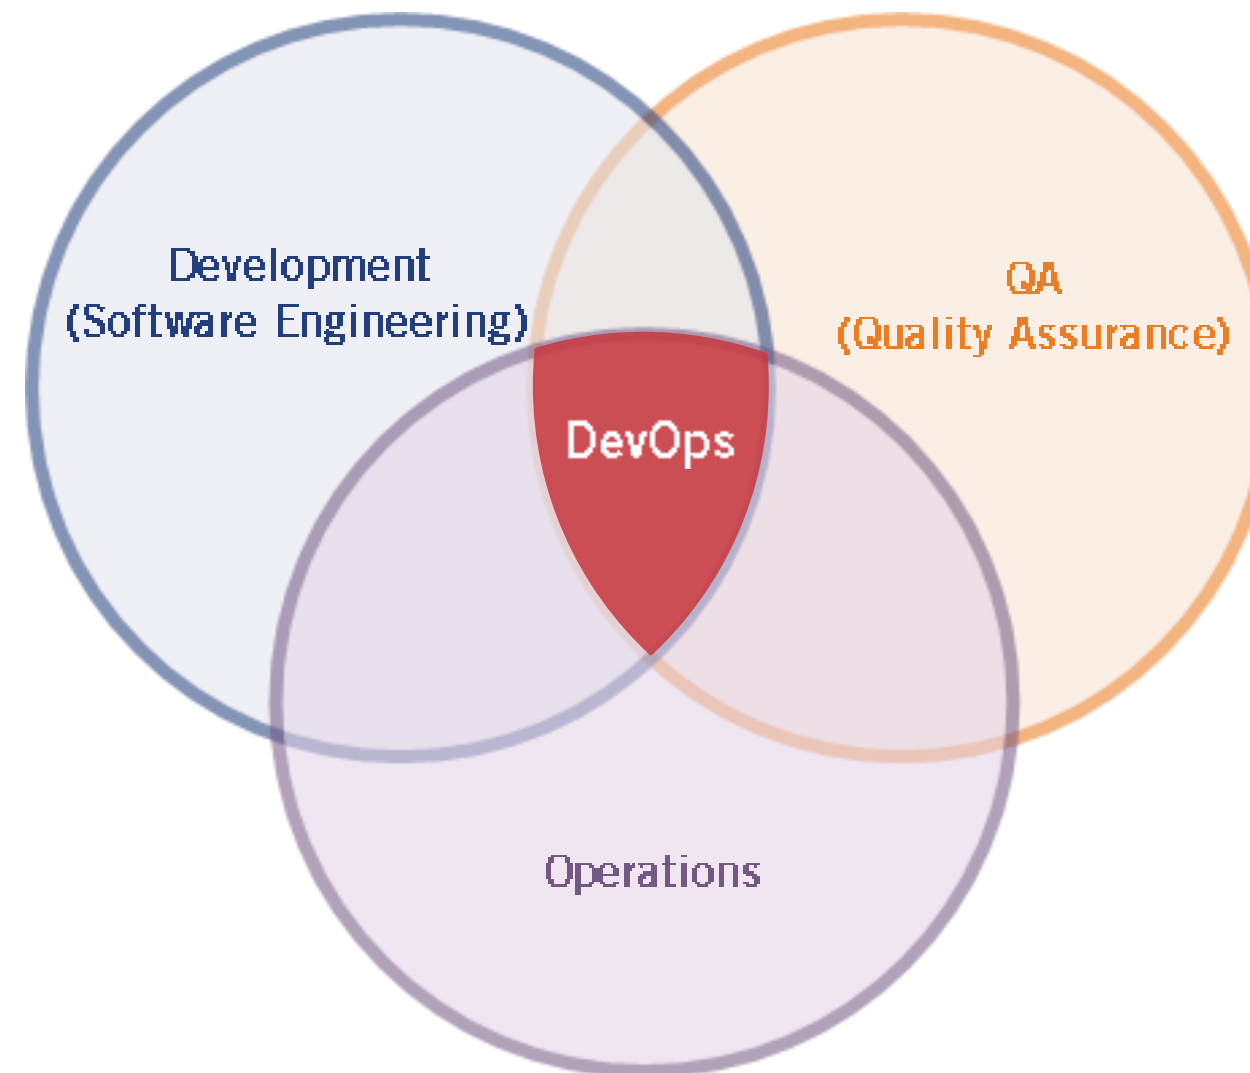 Development
(Software Engineering)
QA
(Quality Assurance)
DevOps
Operations